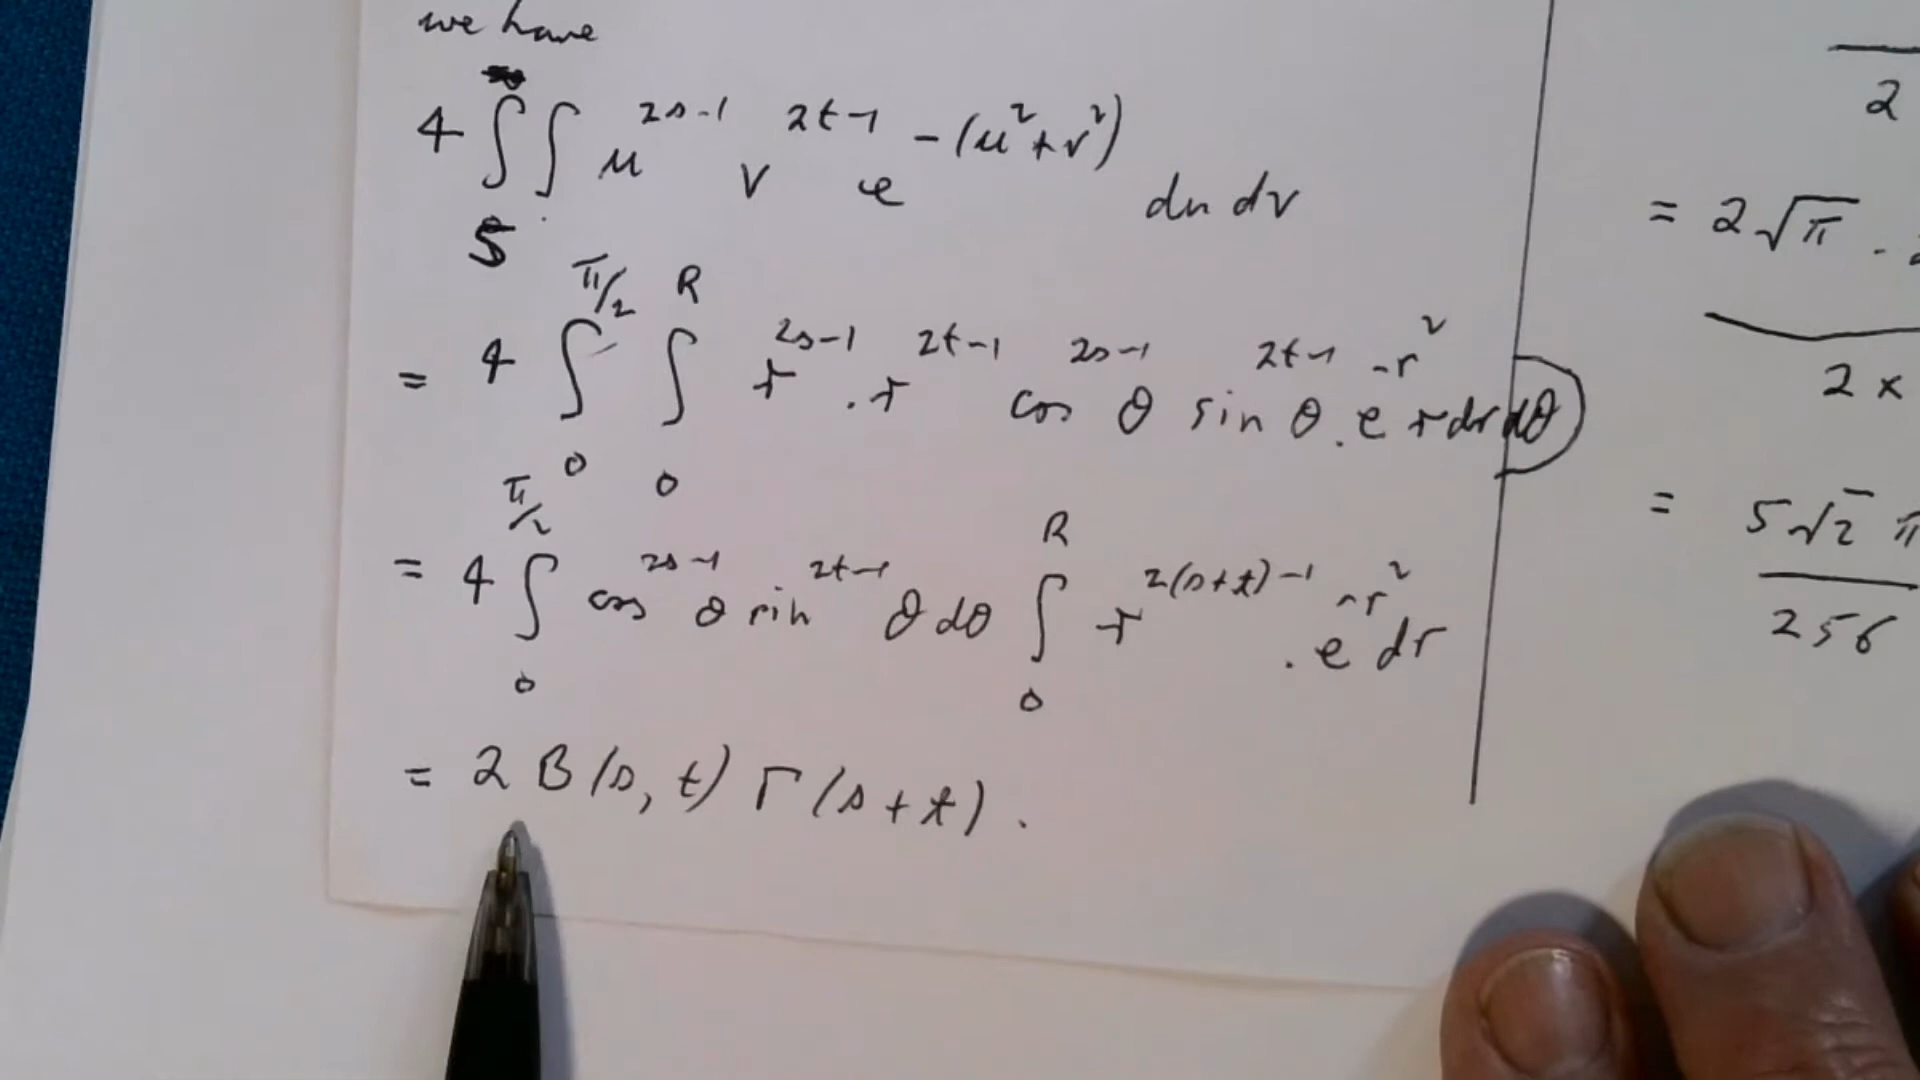 we have
4 ∫∫_S u^{2s-1} v^{2t-1} e^{-(u²+v²)} du dv
= 4 ∫_0^{π/2} ∫_0^R r^{2s-1} . r^{2t-1} cos^{2s-1} θ sin^{2t-1} θ . e^{-r²} r dr dθ
= 4 ∫_0^{π/2} cos^{2s-1} θ sin^{2t-1} θ dθ ∫_0^R r^{2(s+t)-1} . e^{-r²} dr
= 2 B(s, t) Γ(s+t) .
2
= 2√π .
2 ×
= 5√2 π
256